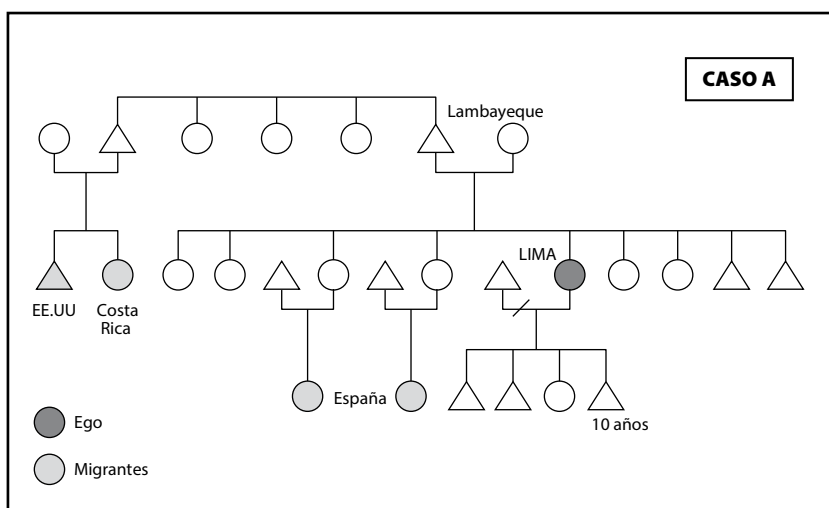 CASO A
Lambayeque
LIMA
EE.UU
Costa
Rica
España
10 años
Ego
Migrantes